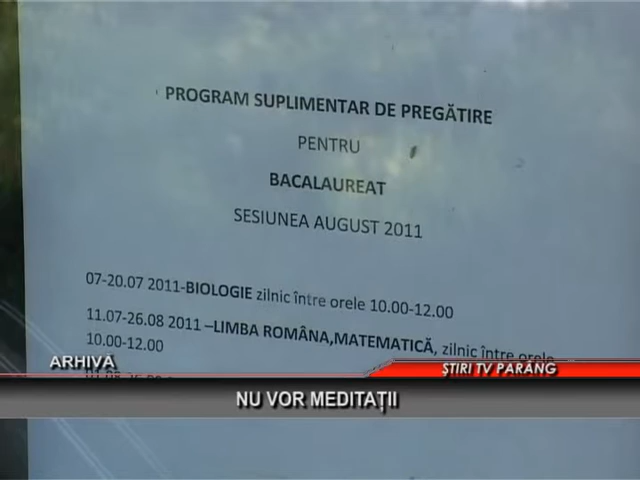 PROGRAM SUPLIMENTAR DE PREGĂTIRE
PENTRU
BACALAUREAT
SESIUNEA AUGUST 2011
07-20.07 2011-BIOLOGIE zilnic între orele 10.00-12.00
11.07-26.08 2011 –LIMBA ROMÂNA,MATEMATICĂ, zilnic între orele
10.00-12.00
ARHIVĂ
ȘTIRI TV PARÂNG
NU VOR MEDITAȚII